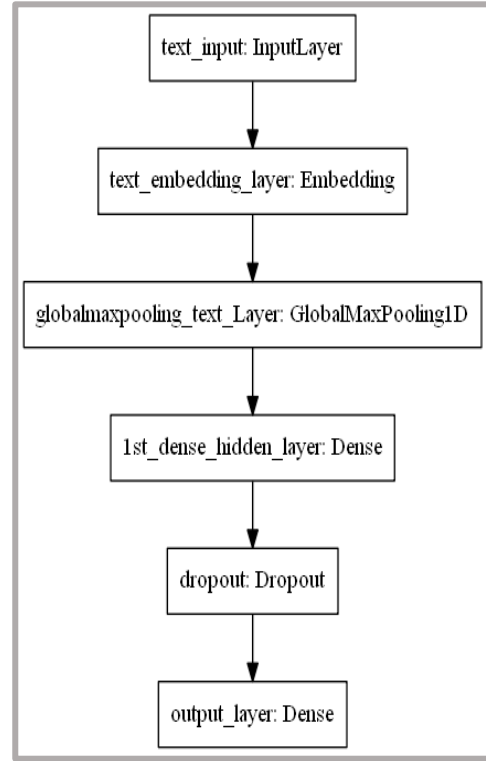 text_input: InputLayer
text_embedding_layer: Embedding
globalmaxpooling_text_Layer: GlobalMaxPooling1D
1st_dense_hidden_layer: Dense
dropout: Dropout
output_layer: Dense